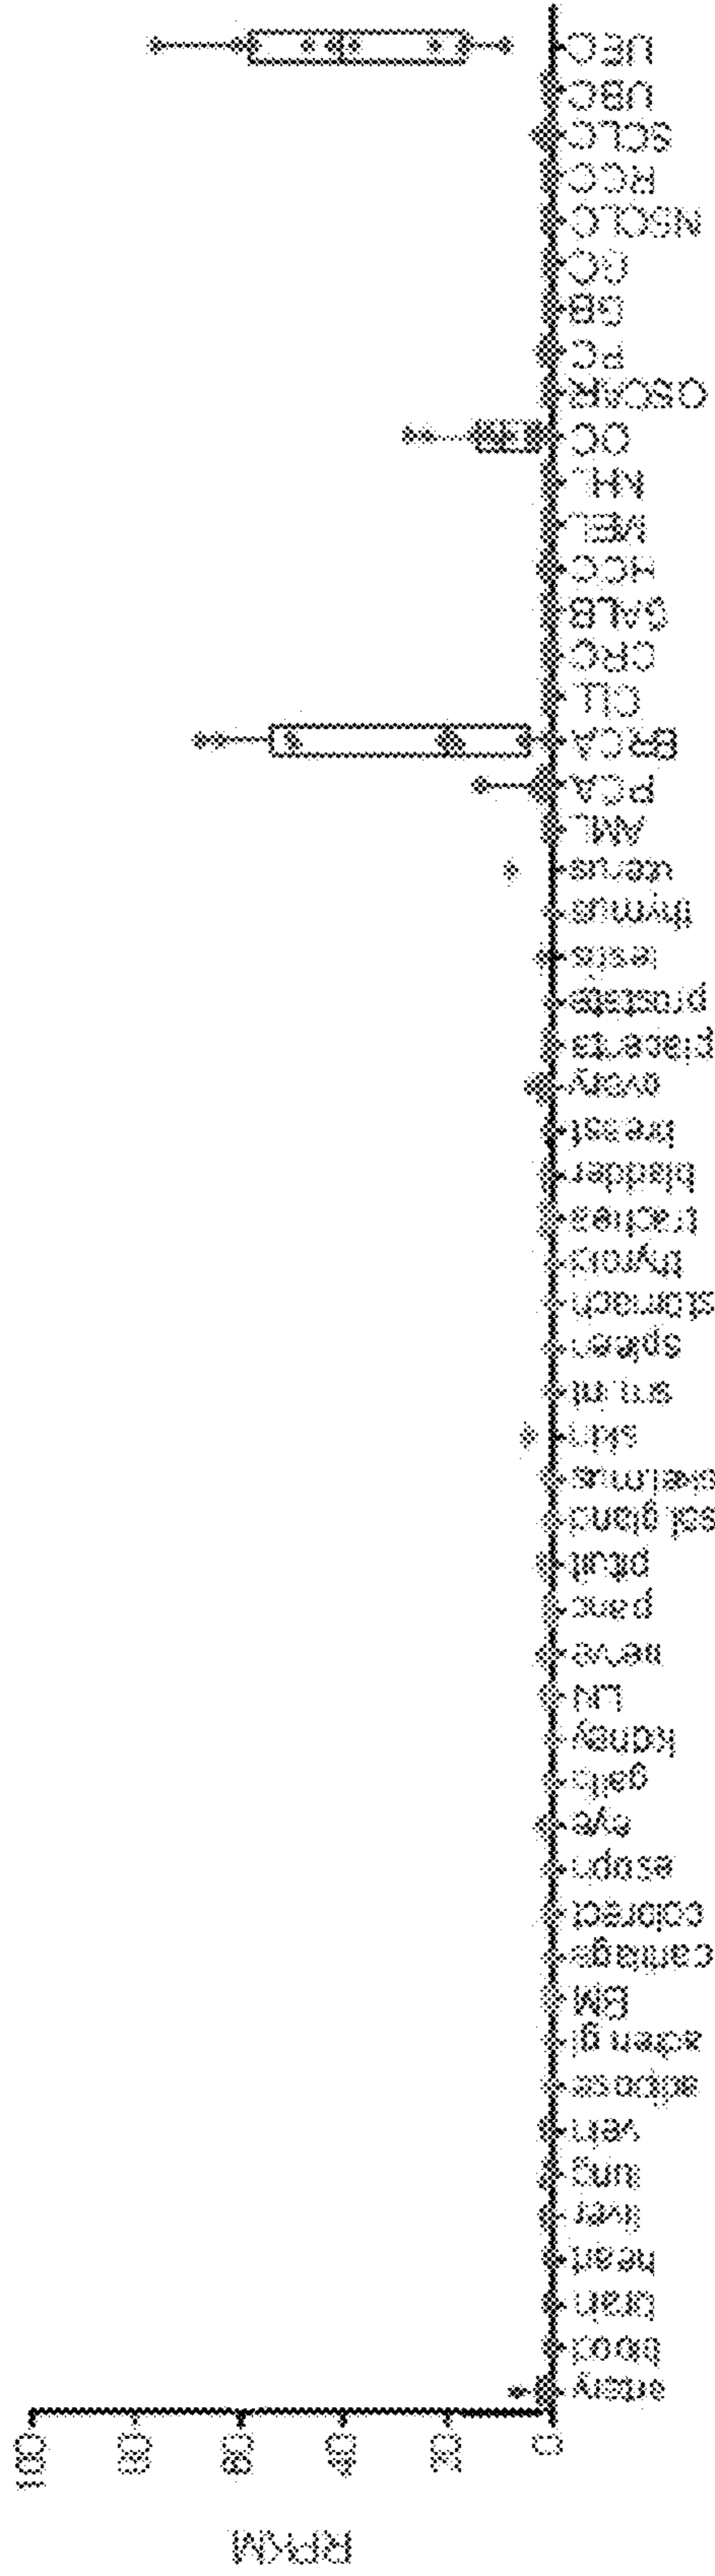 RPKM
100
80
60
40
20
0
artery
blood
brain
heart
liver
lung
vein
adipose
adren gl
BM
cartilage
colorect
esoph
eye
gallb
kidney
LN
nerve
panc
pituit
sal gland
skel mus
skin
sm int
spleen
stomach
thyroid
trachea
bladder
breast
ovary
placenta
prostate
testis
thymus
uterus
AML
PCA
BRCA
CLL
CRC
GALB
HCC
MEL
NHL
OC
OSCAR
PC
GB
GC
NSCLC
RCC
SCLC
UBC
UEC